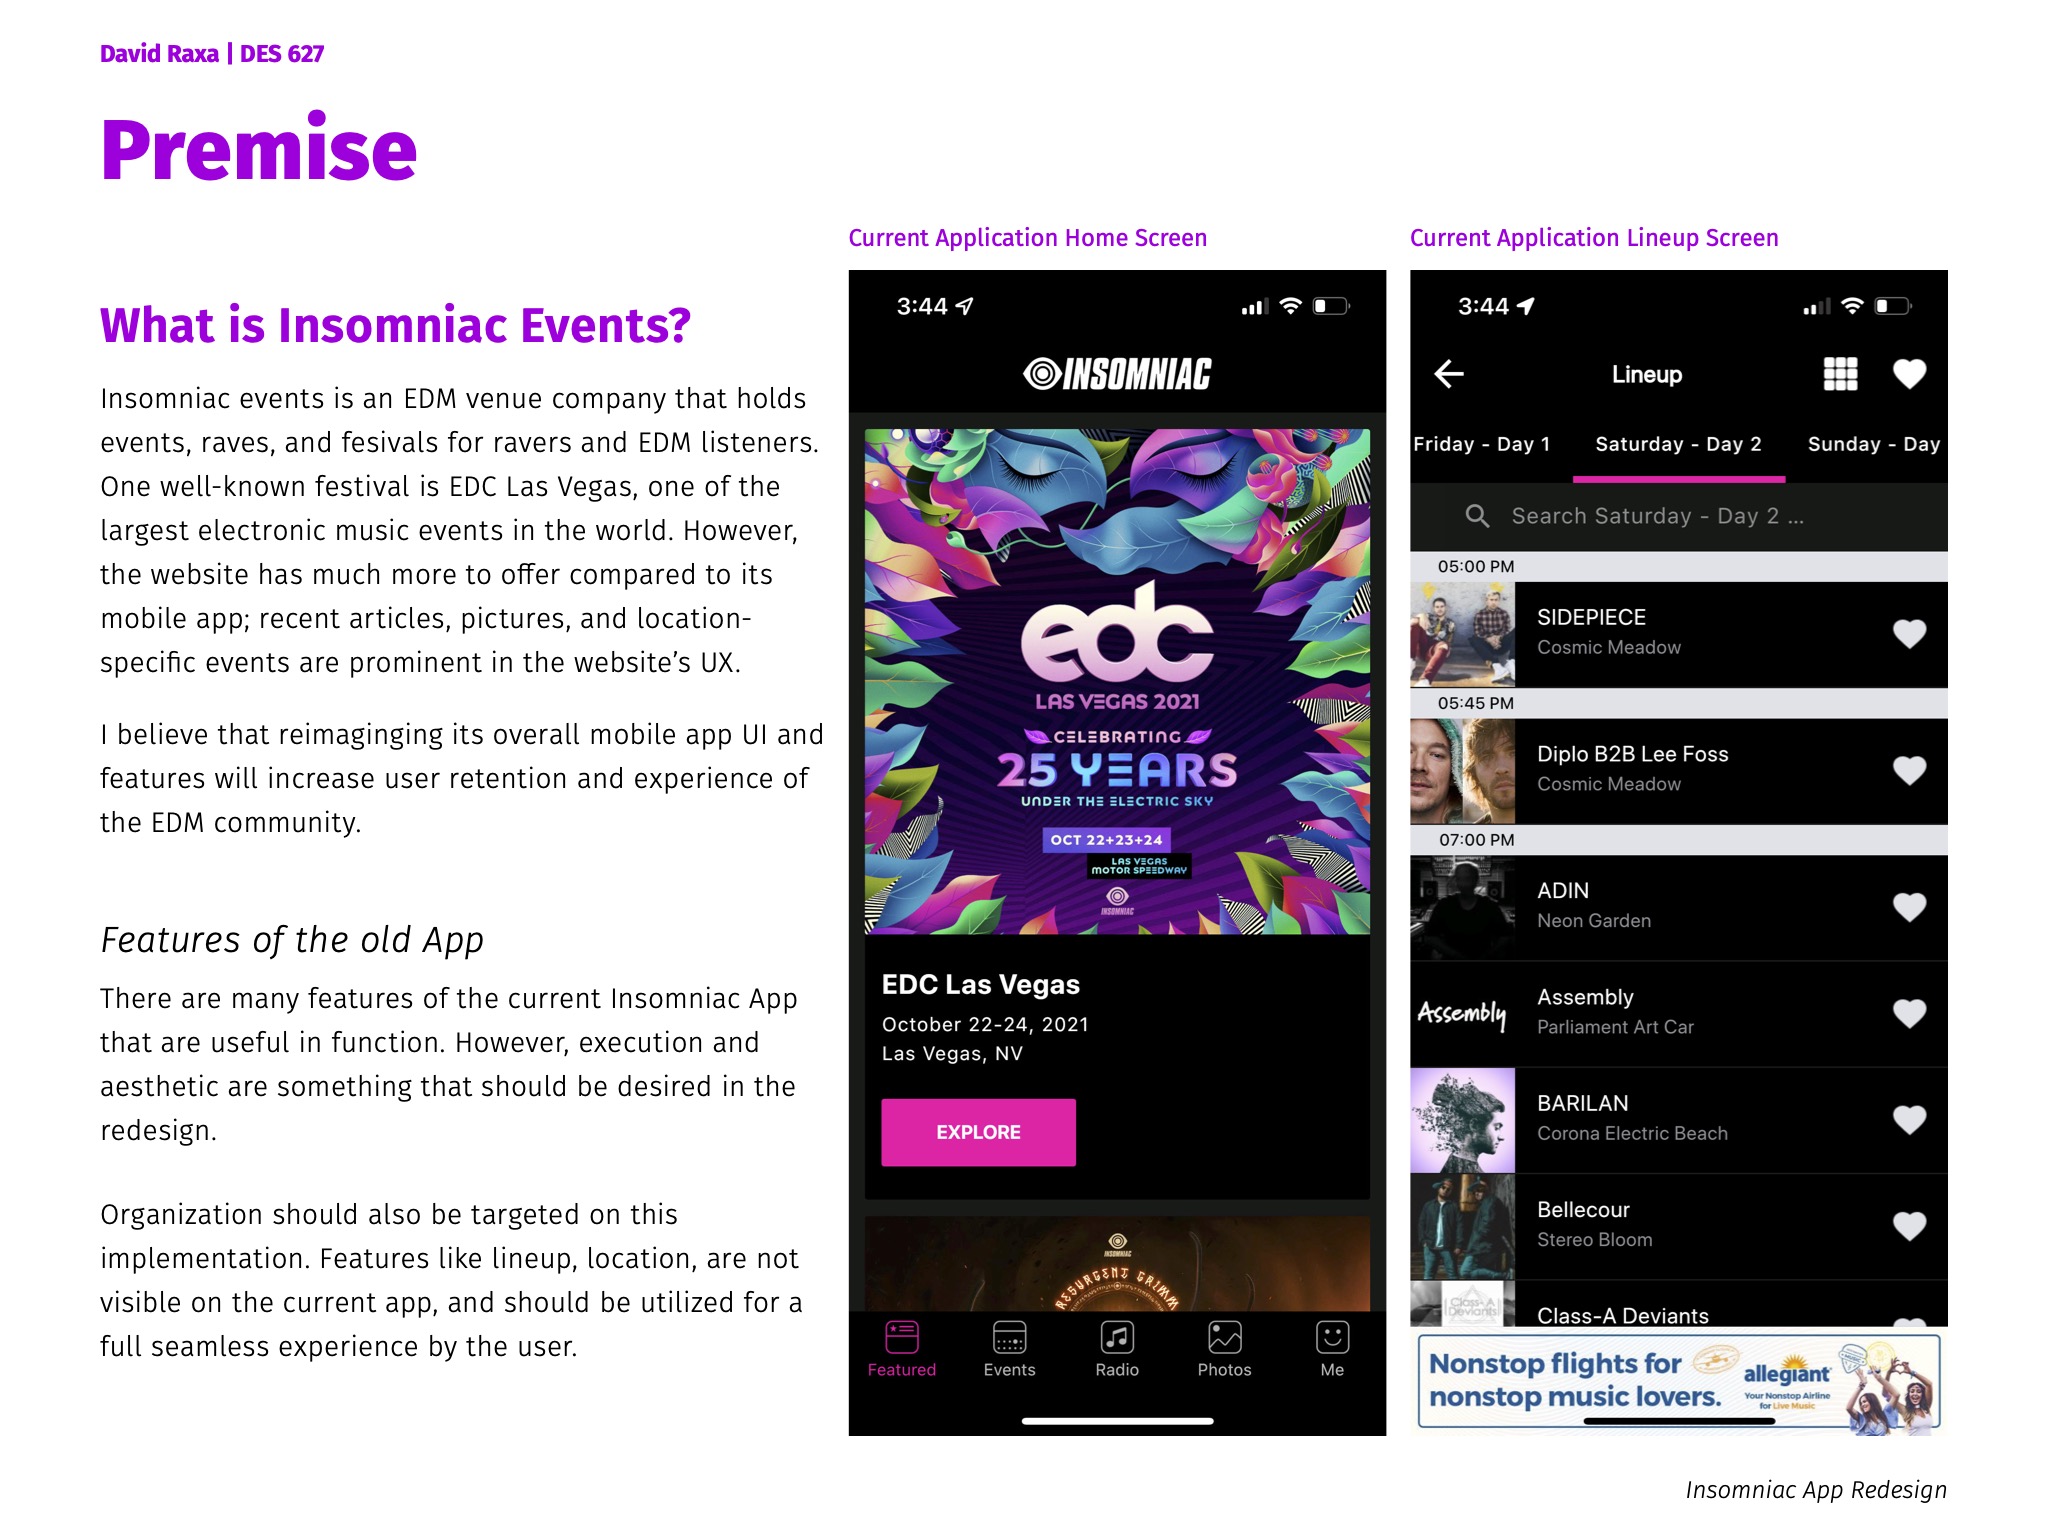 David Raxa | DES 627
Premise
What is Insomniac Events?
Insomniac events is an EDM venue company that holds
events, raves, and fesivals for ravers and EDM listeners.
One well-known festival is EDC Las Vegas, one of the
largest electronic music events in the world. However,
the website has much more to offer compared to its
mobile app; recent articles, pictures, and location-
specific events are prominent in the website's UX.
I believe that reimaginging its overall mobile app UI and
features will increase user retention and experience of
the EDM community.
Features of the old App
There are many features of the current Insomniac App
that are useful in function. However, execution and
aesthetic are something that should be desired in the
redesign.
Organization should also be targeted on this
implementation. Features like lineup, location, are not
visible on the current app, and should be utilized for a
full seamless experience by the user.
Current Application Home Screen
3:44
INSOMNIAC
edc
LAS VEGAS 2021
CELEBRATING
25 YEARS
UNDER THE ELECTRIC SKY
OCT 22+23+24
LAS VEGAS
MOTOR SPEEDWAY
INSOMNIAC
EDC Las Vegas
October 22-24, 2021
Las Vegas, NV
EXPLORE
INSOMNIAC
RESURGENT GRIMM
Featured
Events
Radio
Photos
Me
Current Application Lineup Screen
3:44
Lineup
Friday - Day 1
Saturday - Day 2
Sunday - Day
Search Saturday - Day 2 ...
05:00 PM
SIDEPIECE
Cosmic Meadow
05:45 PM
Diplo B2B Lee Foss
Cosmic Meadow
07:00 PM
ADIN
Neon Garden
Assembly
Assembly
Parliament Art Car
BARILAN
Corona Electric Beach
Bellecour
Stereo Bloom
Class-A
Deviants
Class-A Deviants
Nonstop flights for
nonstop music lovers.
allegiant
Your Nonstop Airline
for Live Music
Insomniac App Redesign